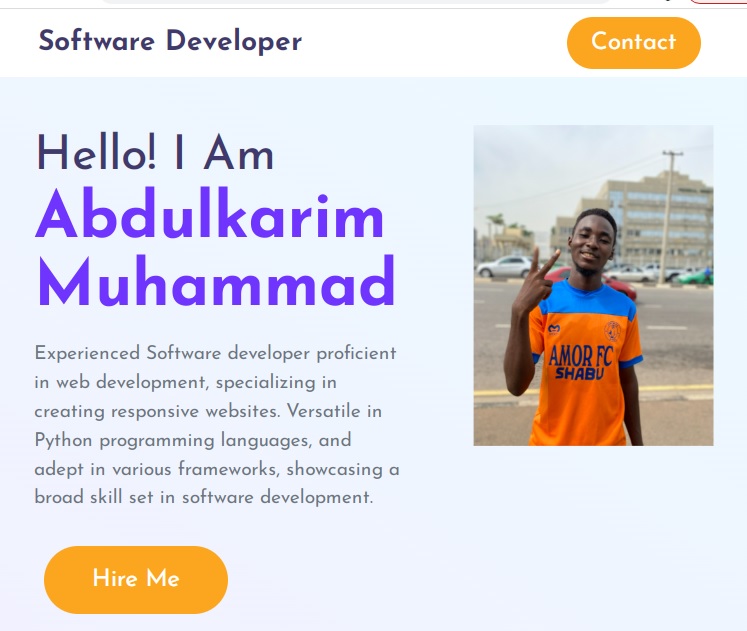 Software Developer
Contact
Hello! I Am
Abdulkarim
Muhammad
Experienced Software developer proficient
in web development, specializing in
creating responsive websites. Versatile in
Python programming languages, and
adept in various frameworks, showcasing a
broad skill set in software development.
Hire Me
AMOR FC
SHABU